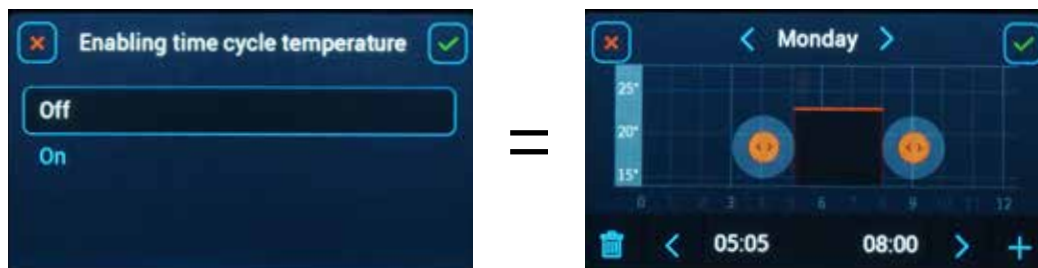 Enabling time cycle temperature
Off
On
=
< Monday >
25°
20°
15°
0 3 6 9 12
05:05 08:00